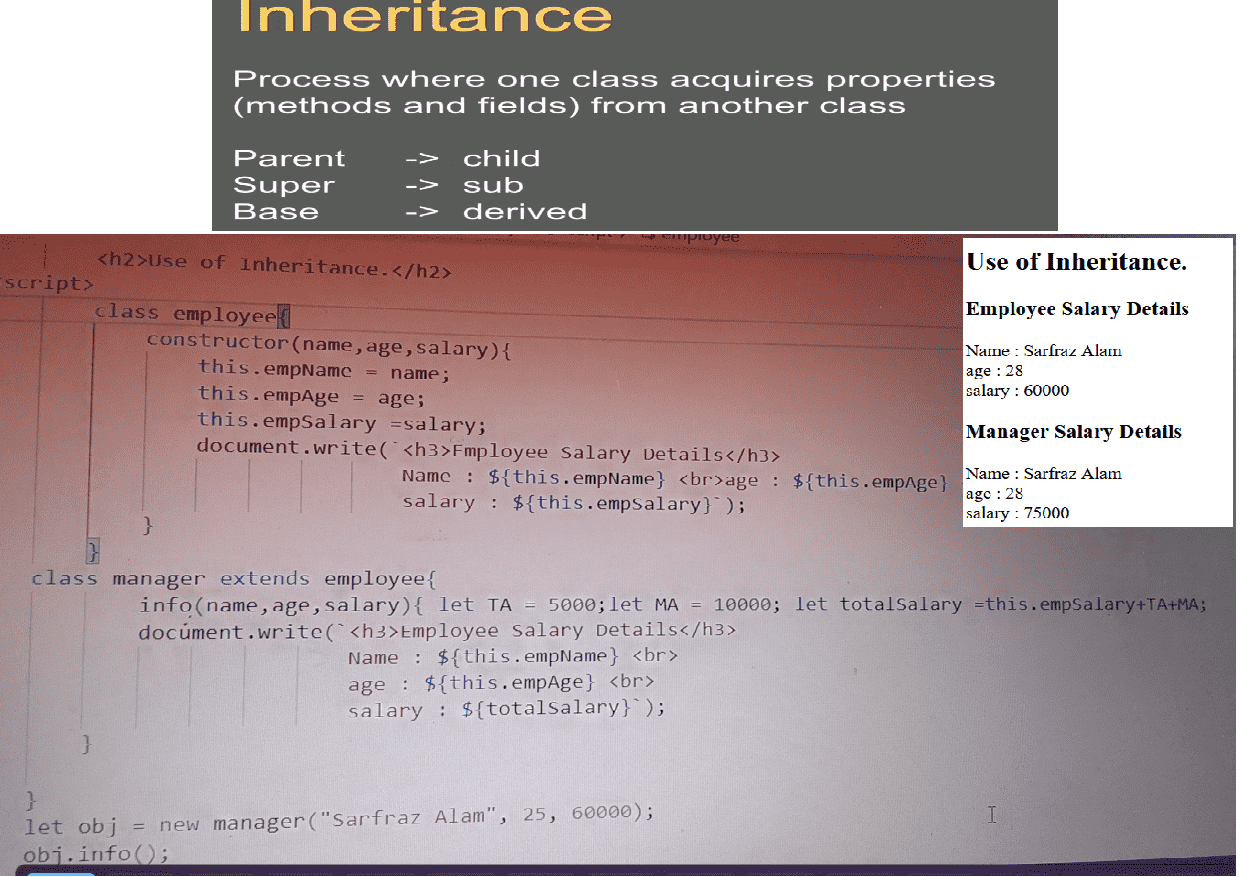 Inheritance
Process where one class acquires properties
(methods and fields) from another class
Parent -> child
Super -> sub
Base -> derived
employee
<h2>Use of inheritance.</h2>
script>
class employee{
constructor(name,age,salary){
this.empName = name;
this.empAge = age;
this.empSalary =salary;
document.write(`<h3>Employee Salary Details</h3>
Name : ${this.empName} <br>age : ${this.empAge}
salary : ${this.empSalary}`);
}
}
class manager extends employee{
info(name,age,salary){ let TA = 5000;let MA = 10000; let totalSalary =this.empSalary+TA+MA;
document.write(`<h3>Employee Salary Details</h3>
Name : ${this.empName} <br>
age : ${this.empAge} <br>
salary : ${totalSalary}`);
}
}
let obj = new manager("Sarfraz Alam", 25, 60000);
obj.info();
Use of Inheritance.
Employee Salary Details
Name : Sarfraz Alam
age : 28
salary : 60000
Manager Salary Details
Name : Sarfraz Alam
age : 28
salary : 75000